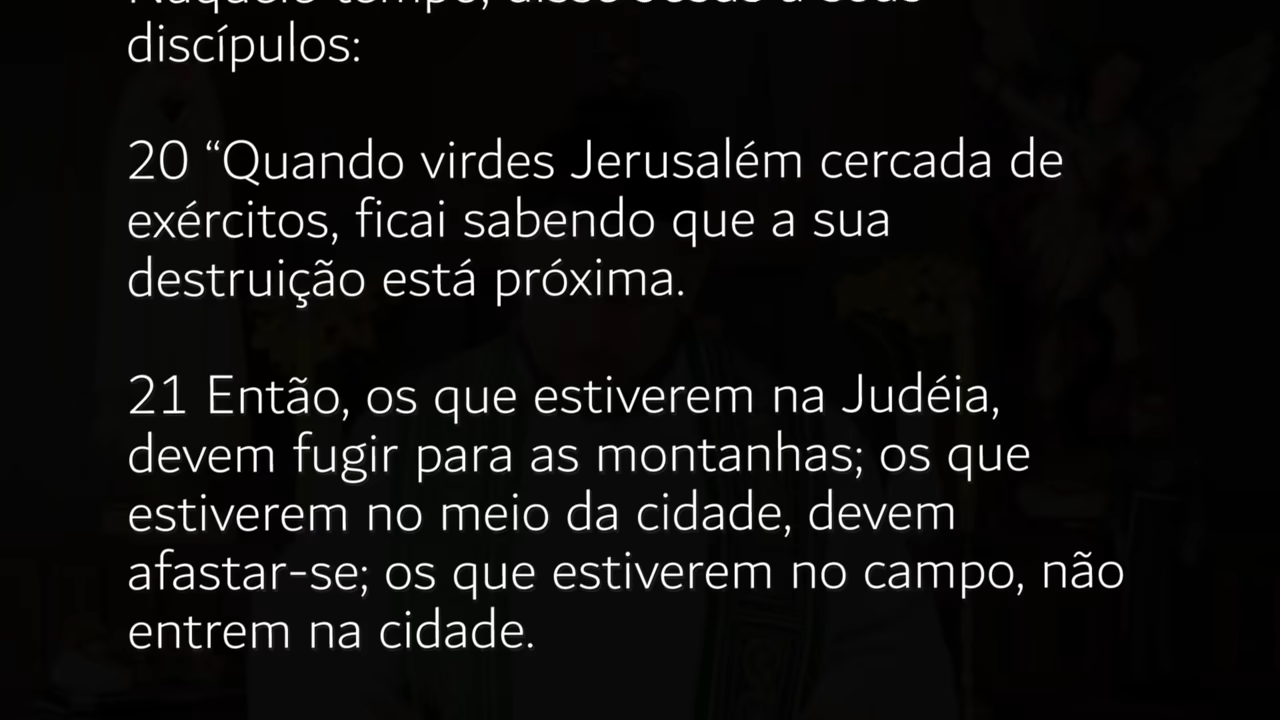 discípulos:
20 “Quando virdes Jerusalém cercada de
exércitos, ficai sabendo que a sua
destruição está próxima.
21 Então, os que estiverem na Judéia,
devem fugir para as montanhas; os que
estiverem no meio da cidade, devem
afastar-se; os que estiverem no campo, não
entrem na cidade.